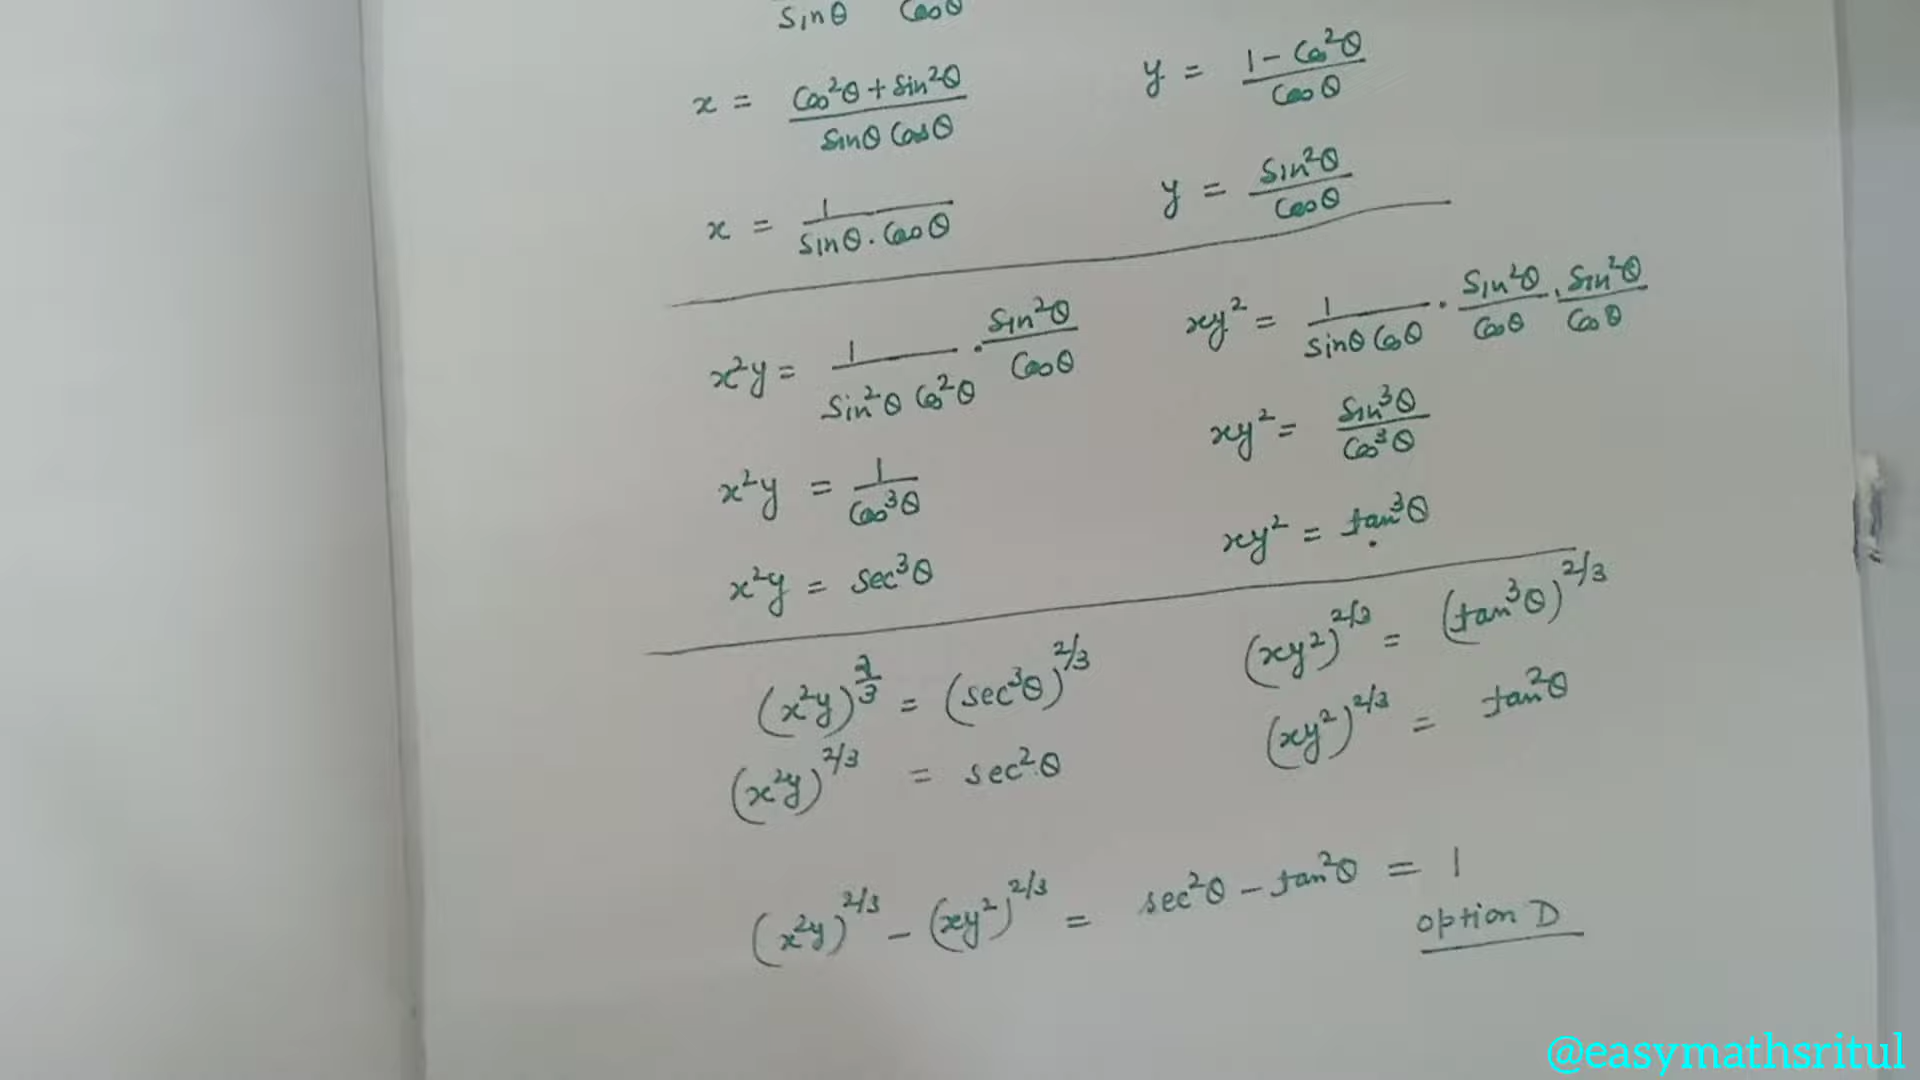 Sinθ Cosθ
x = Cos²θ + Sin²θ / Sinθ Cosθ
y = 1 - Cos²θ / Cosθ
x = 1 / Sinθ . Cosθ
y = Sin²θ / Cosθ
x²y = 1 / Sin²θ Cos²θ . Sin²θ / Cosθ
xy² = 1 / Sinθ Cosθ . Sin²θ / Cosθ . Sin²θ / Cosθ
x²y = 1 / Cos³θ
xy² = Sin³θ / Cos³θ
x²y = sec³θ
xy² = tan³θ
(x²y)^2/3 = (sec³θ)^2/3
(xy²)^2/3 = (tan³θ)^2/3
(x²y)^2/3 = sec²θ
(xy²)^2/3 = tan²θ
(x²y)^2/3 - (xy²)^2/3 = sec²θ - tan²θ = 1
option D
@easymathsritul